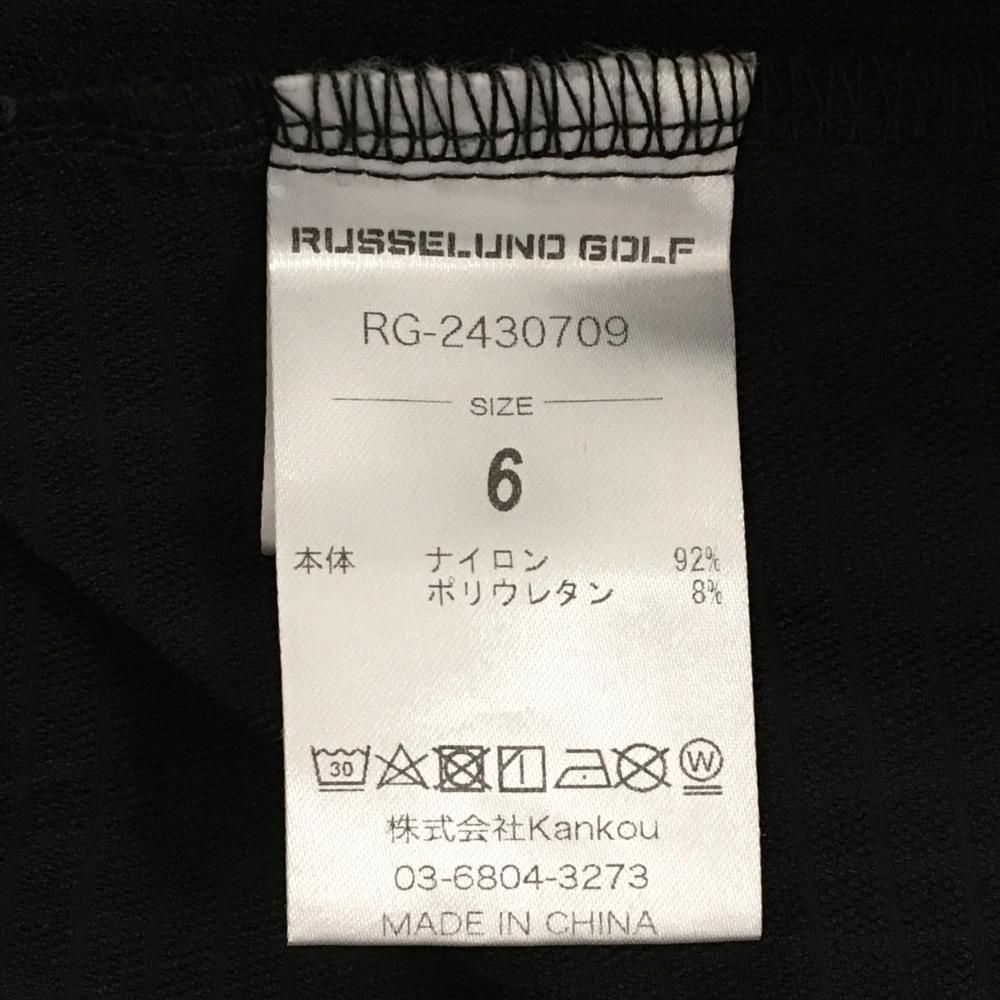 RUSSELUNO GOLF
RG-2430709
SIZE
6
本体 ナイロン 92%
ポリウレタン 8%
30 W
株式会社Kankou
03-6804-3273
MADE IN CHINA